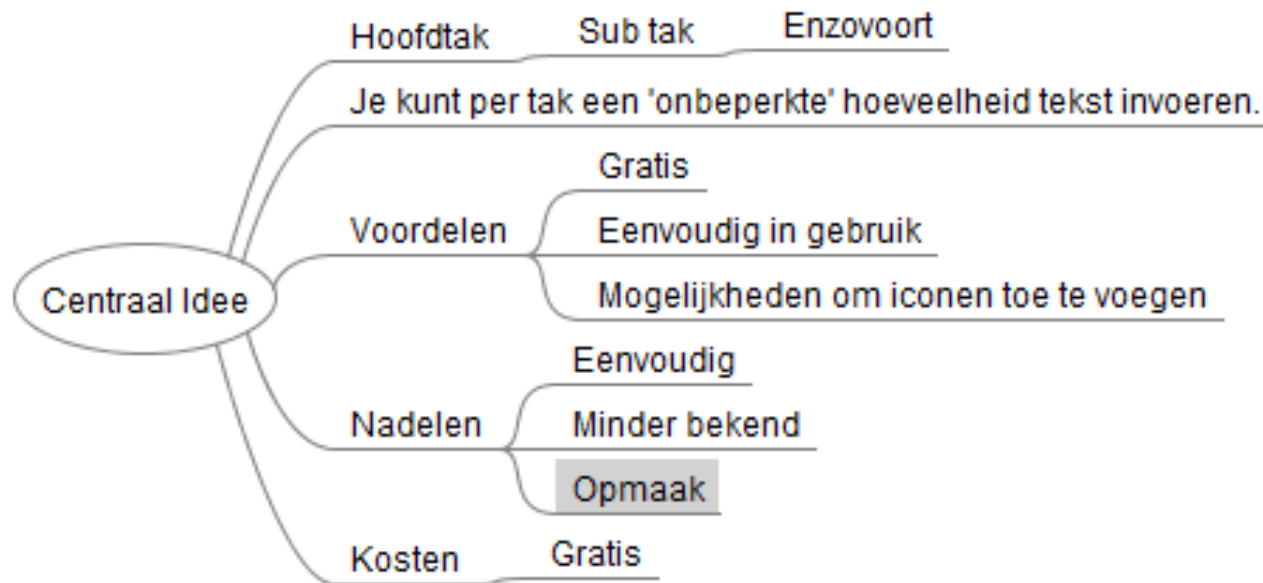 Hoofdtak
Sub tak
Enzovoort
Je kunt per tak een 'onbeperkte' hoeveelheid tekst invoeren.
Voordelen
Gratis
Eenvoudig in gebruik
Mogelijkheden om iconen toe te voegen
Centraal Idee
Nadelen
Eenvoudig
Minder bekend
Opmaak
Kosten
Gratis